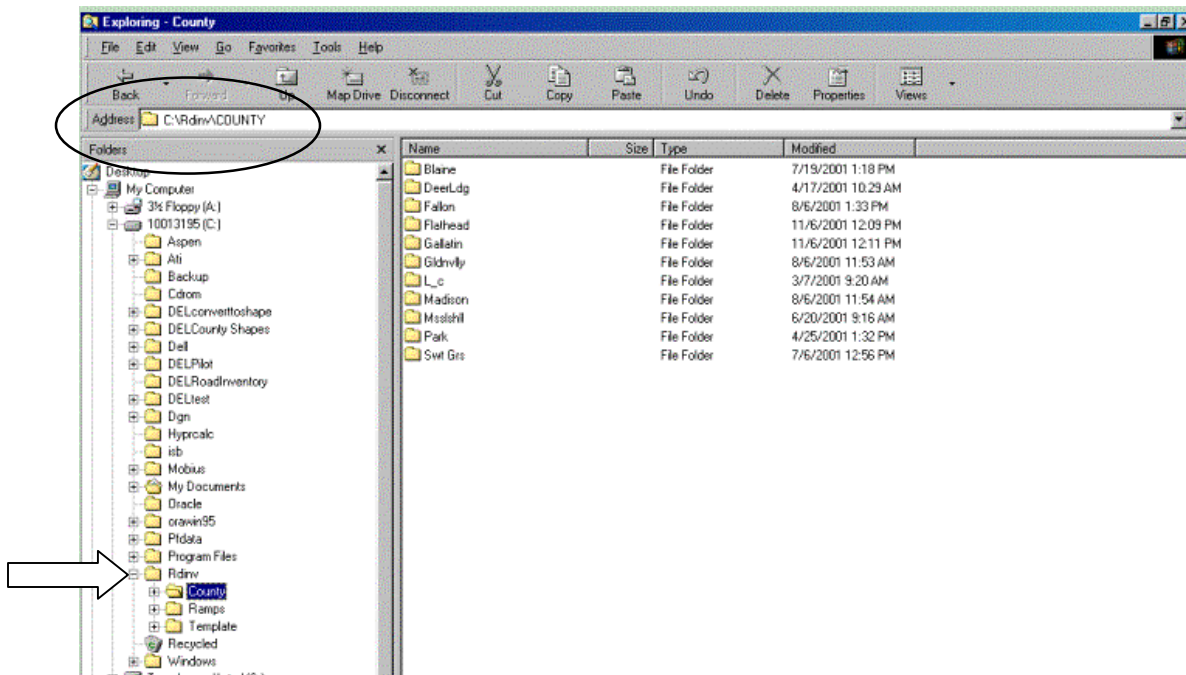 Exploring - County
File Edit View Go Favorites Tools Help
Back Forward Up Map Drive Disconnect Cut Copy Paste Undo Delete Properties Views
Address C:\Rdinv\COUNTY
Folders
Desktop
My Computer
3½ Floppy (A:)
10013195 (C:)
Aspen
Ati
Backup
Cdrom
DELconverttoshape
DELCounty Shapes
Dell
DELPilot
DELRoadInventory
DELtest
Dgn
Hyprcalc
isb
Mobius
My Documents
Oracle
orawin95
Ptdata
Program Files
Rdinv
County
Ramps
Template
Recycled
Windows
Name Size Type Modified
Blaine File Folder 7/19/2001 1:18 PM
DeerLdg File Folder 4/17/2001 10:29 AM
Fallon File Folder 8/6/2001 1:33 PM
Flathead File Folder 11/6/2001 12:09 PM
Gallatin File Folder 11/6/2001 12:11 PM
Gldnvlly File Folder 8/6/2001 11:53 AM
L_c File Folder 3/7/2001 9:20 AM
Madison File Folder 8/6/2001 11:54 AM
Msslshll File Folder 6/20/2001 9:16 AM
Park File Folder 4/25/2001 1:32 PM
Swt Grs File Folder 7/6/2001 12:56 PM